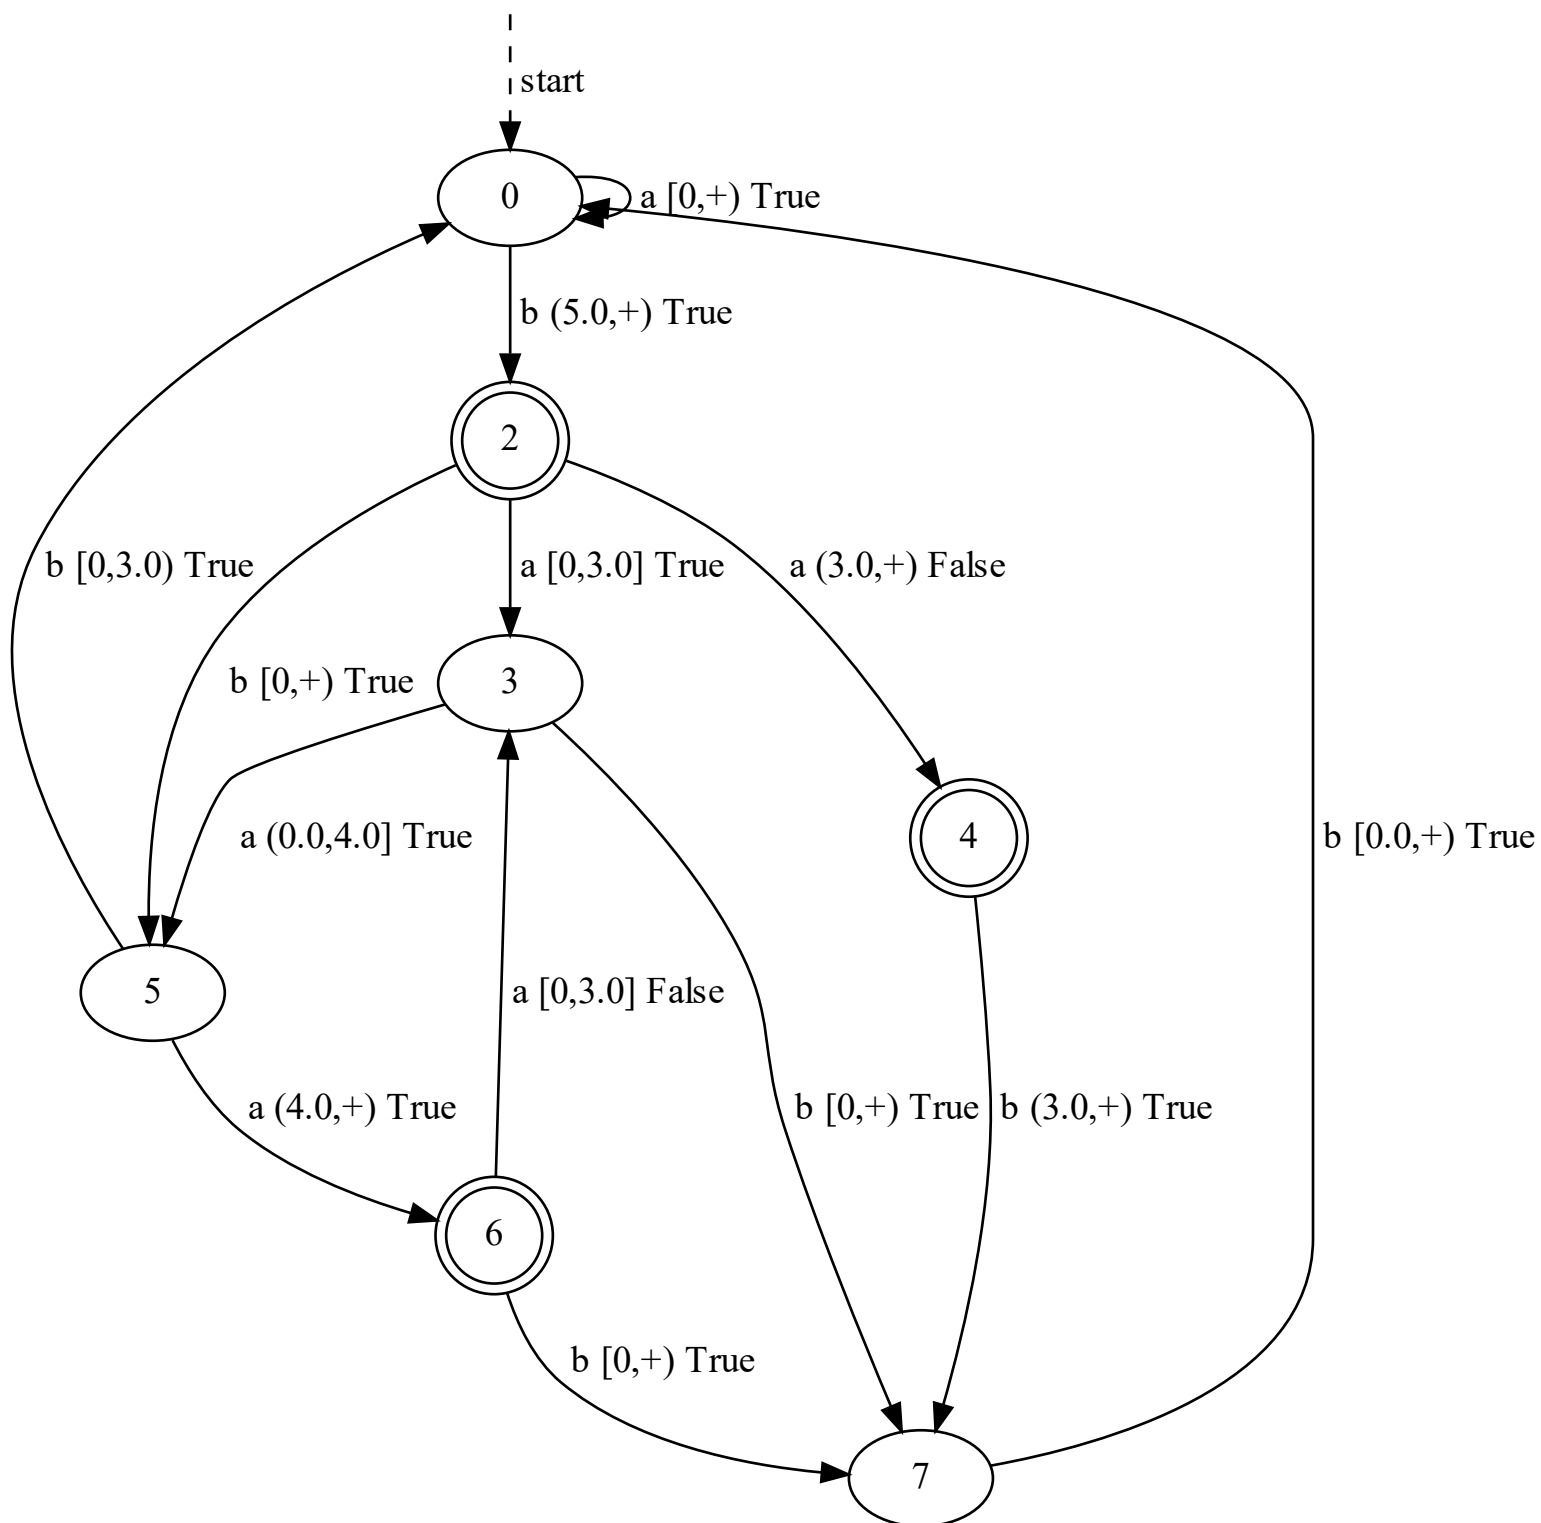 start
0
a [0,+) True
b (5.0,+) True
2
b [0,3.0) True
a [0,3.0] True
a (3.0,+) False
b [0,+) True
3
a (0.0,4.0] True
4
b [0.0,+) True
5
a [0,3.0] False
a (4.0,+) True
b [0,+) True
b (3.0,+) True
6
b [0,+) True
7